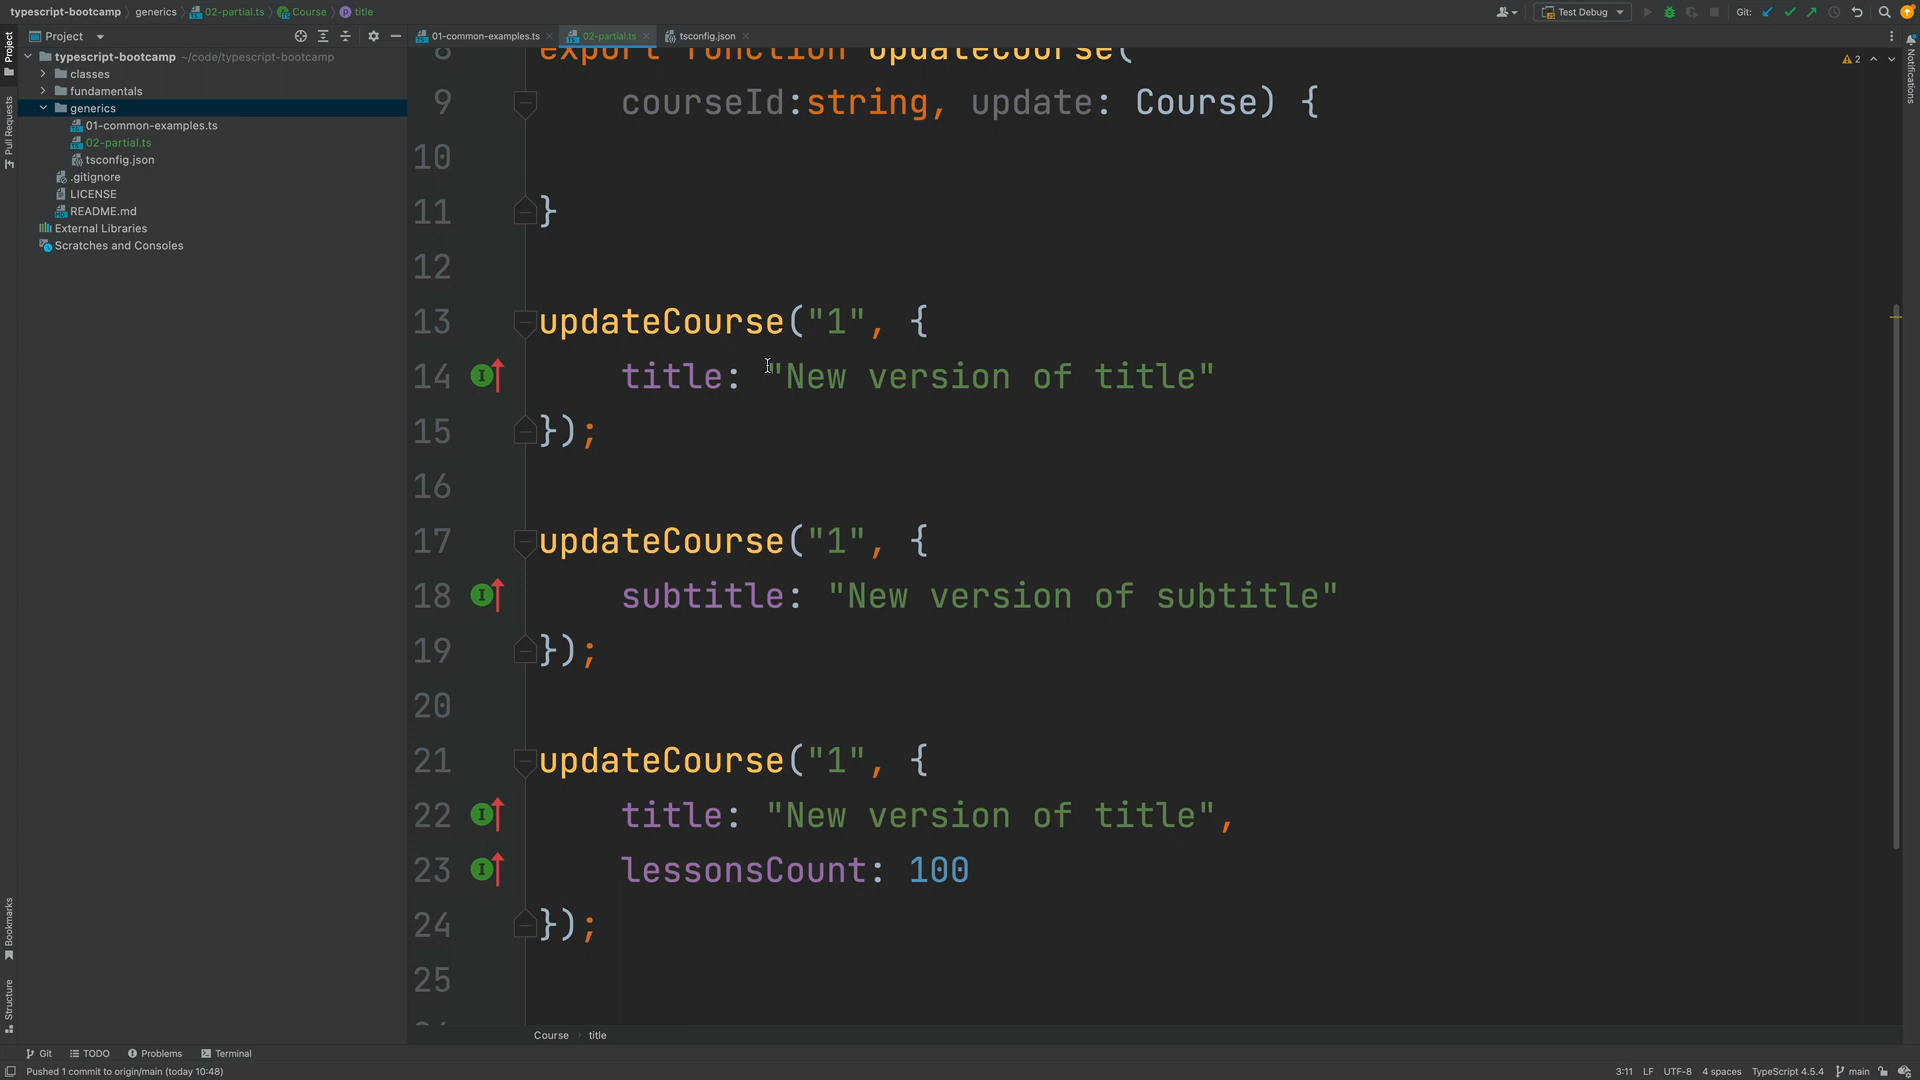 typescript-bootcamp › generics › 02-partial.ts › Course › title
Test Debug
Git:
Project
01-common-examples.ts
02-partial.ts
tsconfig.json
typescript-bootcamp ~/code/typescript-bootcamp
classes
fundamentals
generics
01-common-examples.ts
02-partial.ts
tsconfig.json
.gitignore
LICENSE
README.md
External Libraries
Scratches and Consoles
Project
Pull Requests
Bookmarks
Structure
Notifications
2
8 export function updateCourse(
9 courseId:string, update: Course) {
10
11 }
12
13 updateCourse("1", {
14 title: "New version of title"
15 });
16
17 updateCourse("1", {
18 subtitle: "New version of subtitle"
19 });
20
21 updateCourse("1", {
22 title: "New version of title",
23 lessonsCount: 100
24 });
25
Course › title
Git TODO Problems Terminal
Pushed 1 commit to origin/main (today 10:48)
3:11 LF UTF-8 4 spaces TypeScript 4.5.4 main